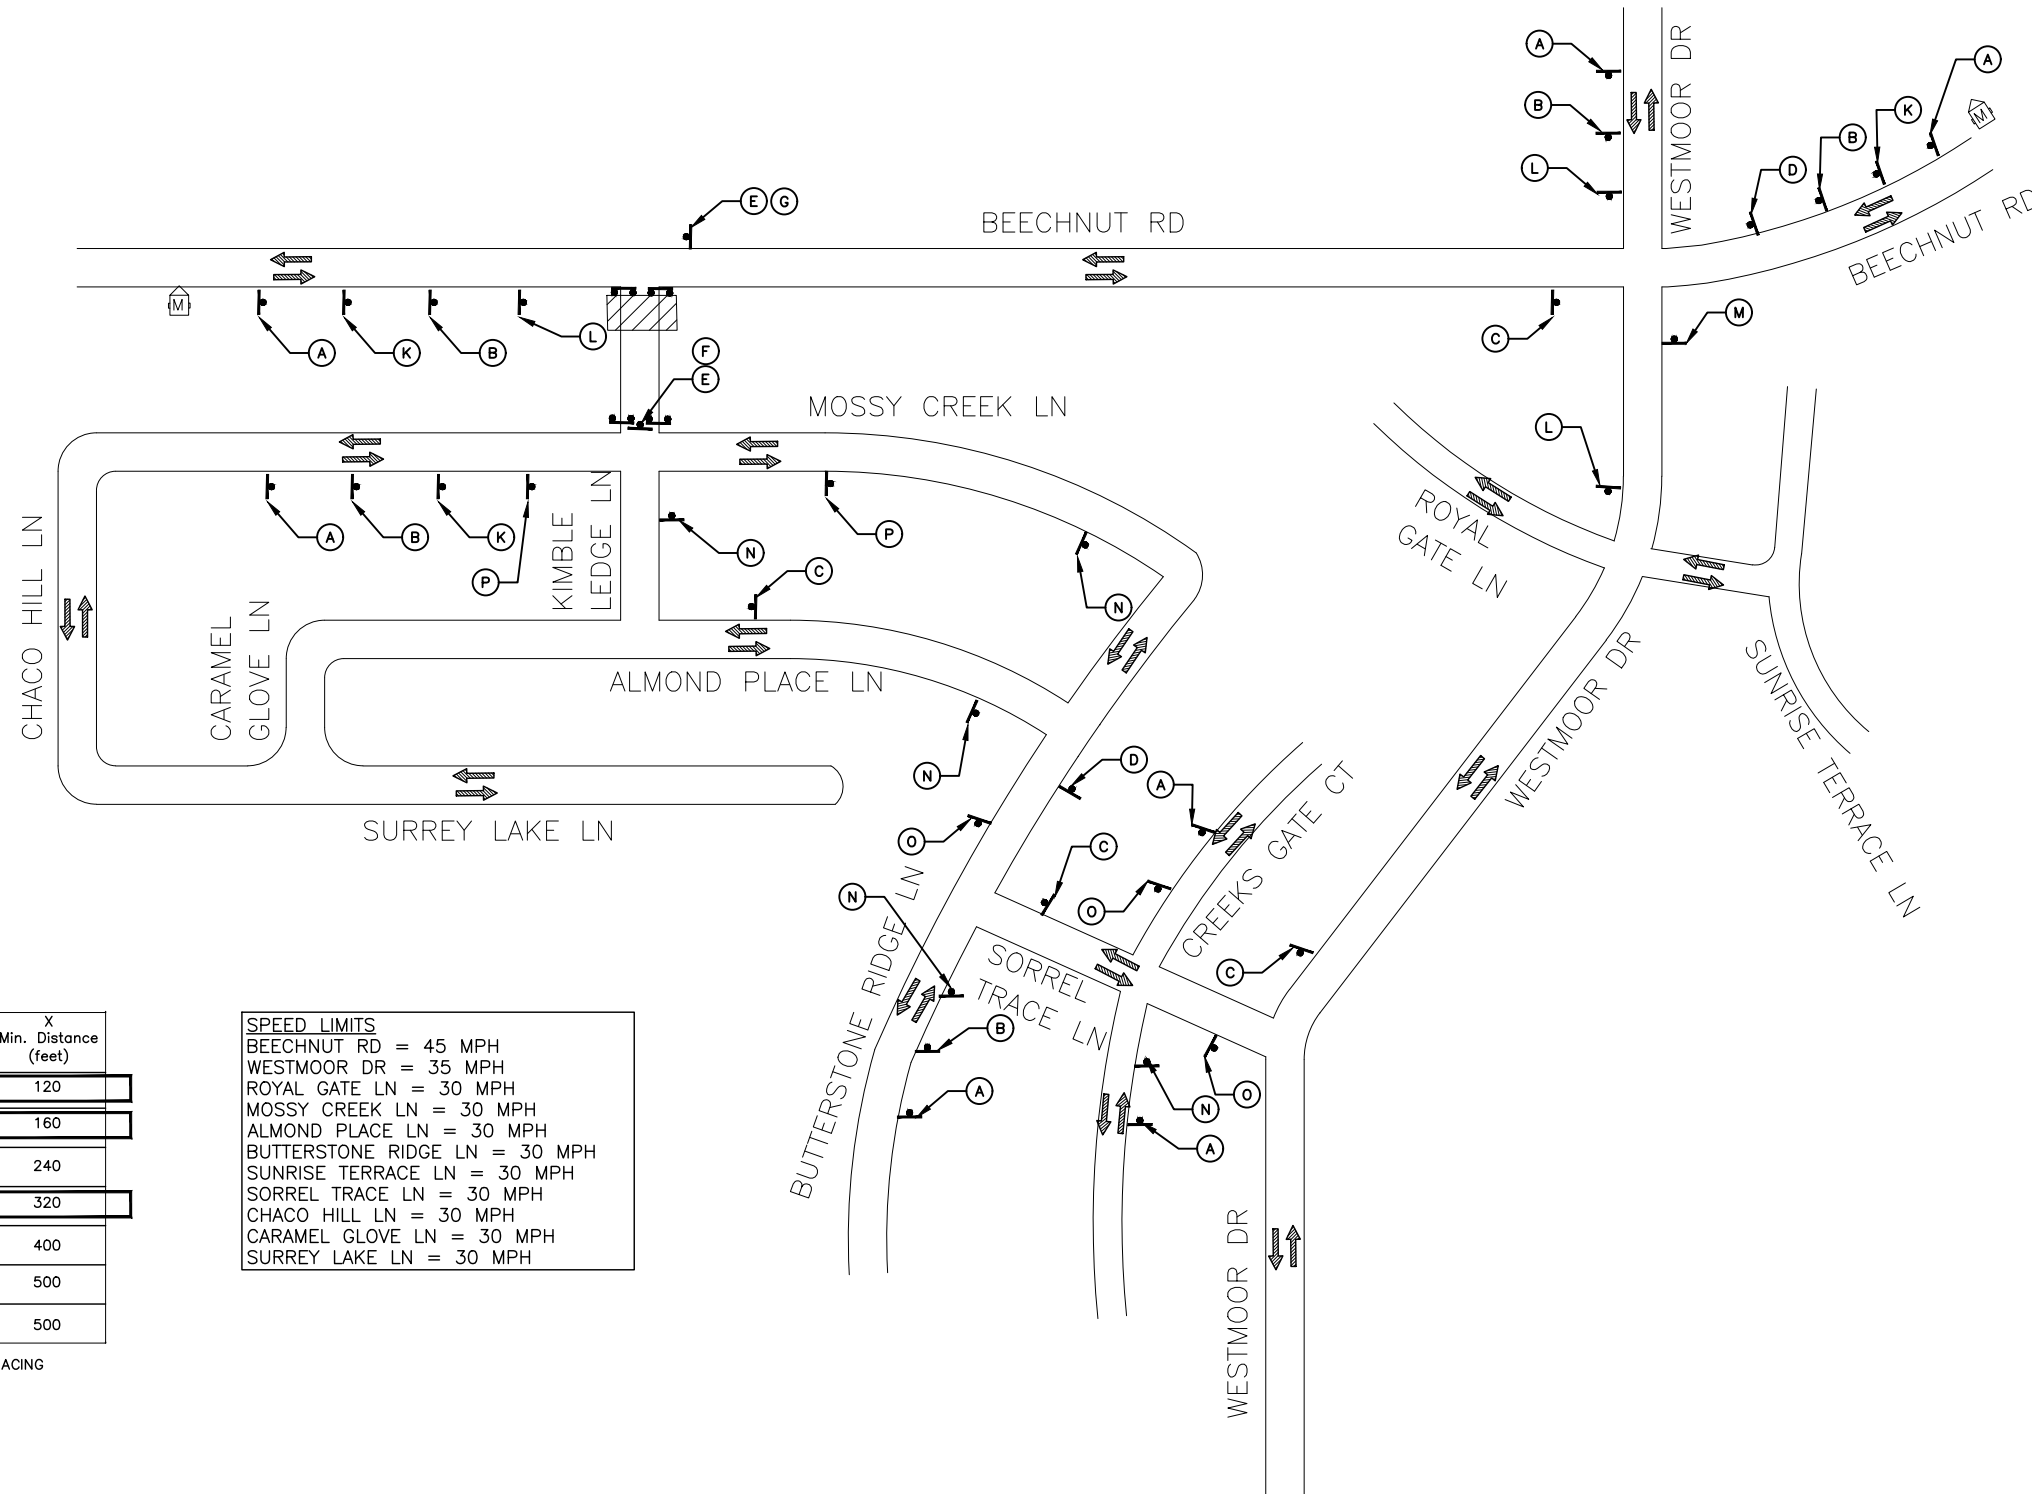 A
B
L
WESTMOOR DR
A
K
B
D
M
BEECHNUT RD
E G
BEECHNUT RD
M
A
K
B
L
F
E
C
M
MOSSY CREEK LN
L
ROYAL
GATE LN
CHACO HILL LN
A
B
K
P
KIMBLE
LEDGE LN
N
P
C
N
CARAMEL
GLOVE LN
ALMOND PLACE LN
WESTMOOR DR
SUNRISE TERRACE LN
N
D
A
SURREY LAKE LN
O
C
CREEKS GATE CT
N
O
BUTTERSTONE RIDGE LN
SORREL
TRACE LN
C
B
A
N
O
A
WESTMOOR DR
X
Min. Distance
(feet)
120
160
240
320
400
500
500
ACING
SPEED LIMITS
BEECHNUT RD = 45 MPH
WESTMOOR DR = 35 MPH
ROYAL GATE LN = 30 MPH
MOSSY CREEK LN = 30 MPH
ALMOND PLACE LN = 30 MPH
BUTTERSTONE RIDGE LN = 30 MPH
SUNRISE TERRACE LN = 30 MPH
SORREL TRACE LN = 30 MPH
CHACO HILL LN = 30 MPH
CARAMEL GLOVE LN = 30 MPH
SURREY LAKE LN = 30 MPH